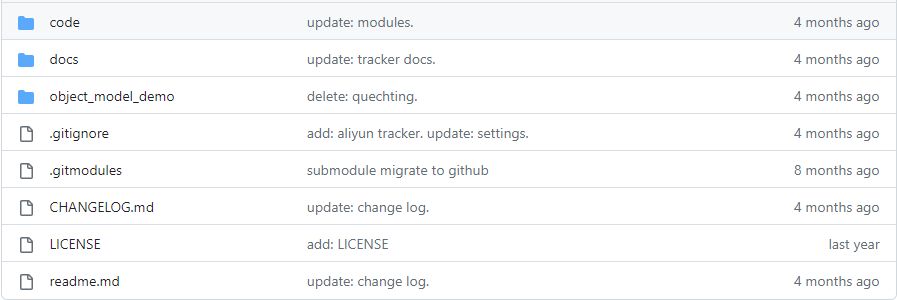 code update: modules. 4 months ago
docs update: tracker docs. 4 months ago
object_model_demo delete: quechting. 4 months ago
.gitignore add: aliyun tracker. update: settings. 4 months ago
.gitmodules submodule migrate to github 8 months ago
CHANGELOG.md update: change log. 4 months ago
LICENSE add: LICENSE last year
readme.md update: change log. 4 months ago